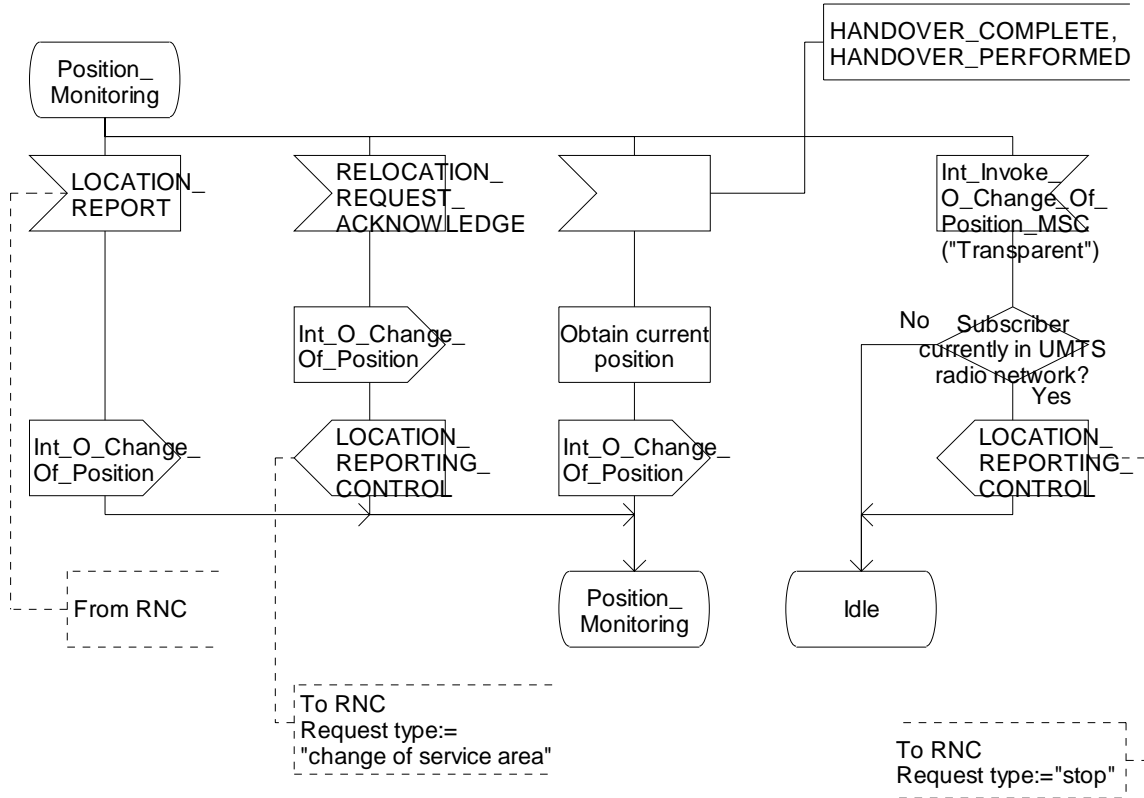 HANDOVER_COMPLETE,
HANDOVER_PERFORMED
Position_
Monitoring
LOCATION_
REPORT
RELOCATION_
REQUEST_
ACKNOWLEDGE
Int_Invoke_
O_Change_Of_
Position_MSC
("Transparent")
Int_O_Change_
Of_Position
Obtain current
position
No
Subscriber
currently in UMTS
radio network?
Yes
Int_O_Change_
Of_Position
LOCATION_
REPORTING_
CONTROL
Int_O_Change_
Of_Position
LOCATION_
REPORTING_
CONTROL
From RNC
Position_
Monitoring
Idle
To RNC
Request type:=
"change of service area"
To RNC
Request type:="stop"